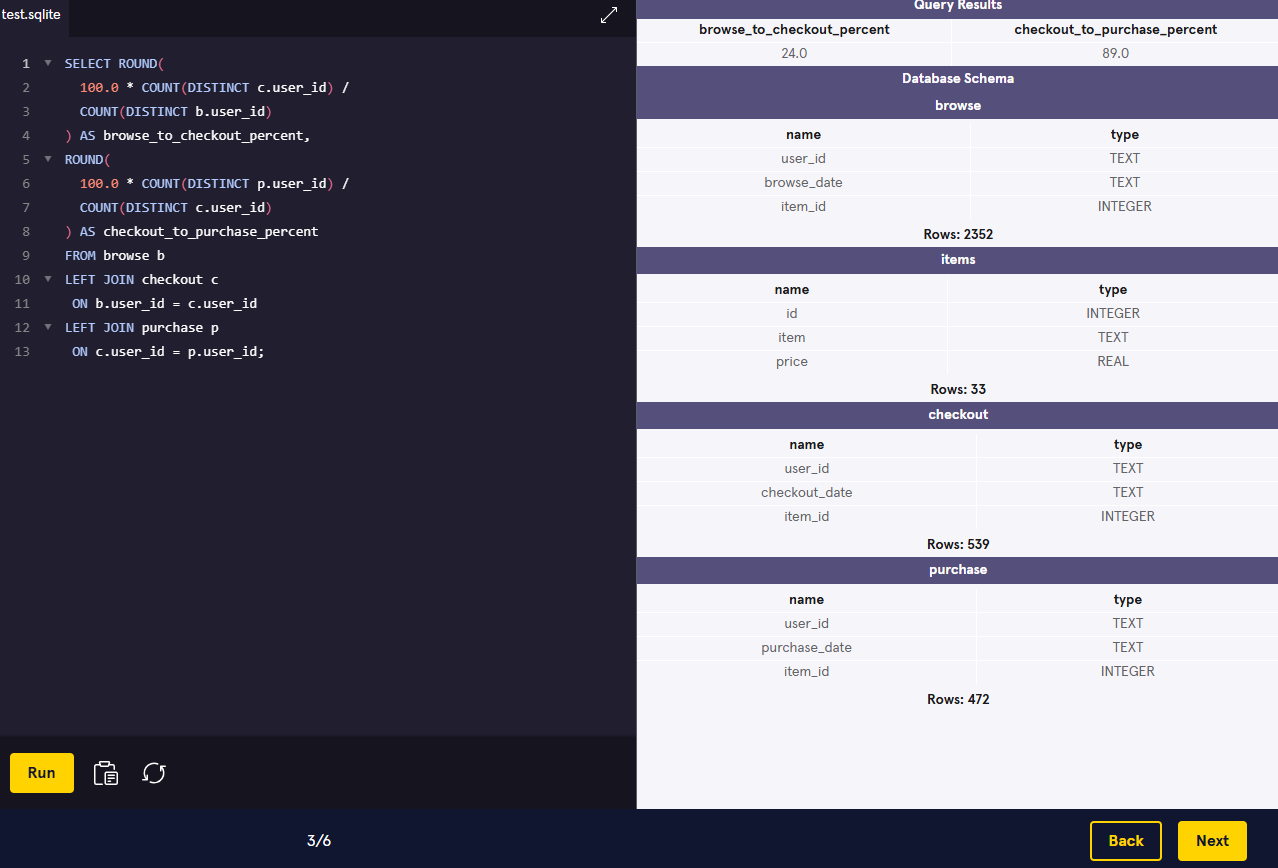 test.sqlite
1 SELECT ROUND(
2 100.0 * COUNT(DISTINCT c.user_id) /
3 COUNT(DISTINCT b.user_id)
4 ) AS browse_to_checkout_percent,
5 ROUND(
6 100.0 * COUNT(DISTINCT p.user_id) /
7 COUNT(DISTINCT c.user_id)
8 ) AS checkout_to_purchase_percent
9 FROM browse b
10 LEFT JOIN checkout c
11 ON b.user_id = c.user_id
12 LEFT JOIN purchase p
13 ON c.user_id = p.user_id;
Run
Query Results
browse_to_checkout_percent checkout_to_purchase_percent
24.0 89.0
Database Schema
browse
name type
user_id TEXT
browse_date TEXT
item_id INTEGER
Rows: 2352
items
name type
id INTEGER
item TEXT
price REAL
Rows: 33
checkout
name type
user_id TEXT
checkout_date TEXT
item_id INTEGER
Rows: 539
purchase
name type
user_id TEXT
purchase_date TEXT
item_id INTEGER
Rows: 472
3/6
Back Next